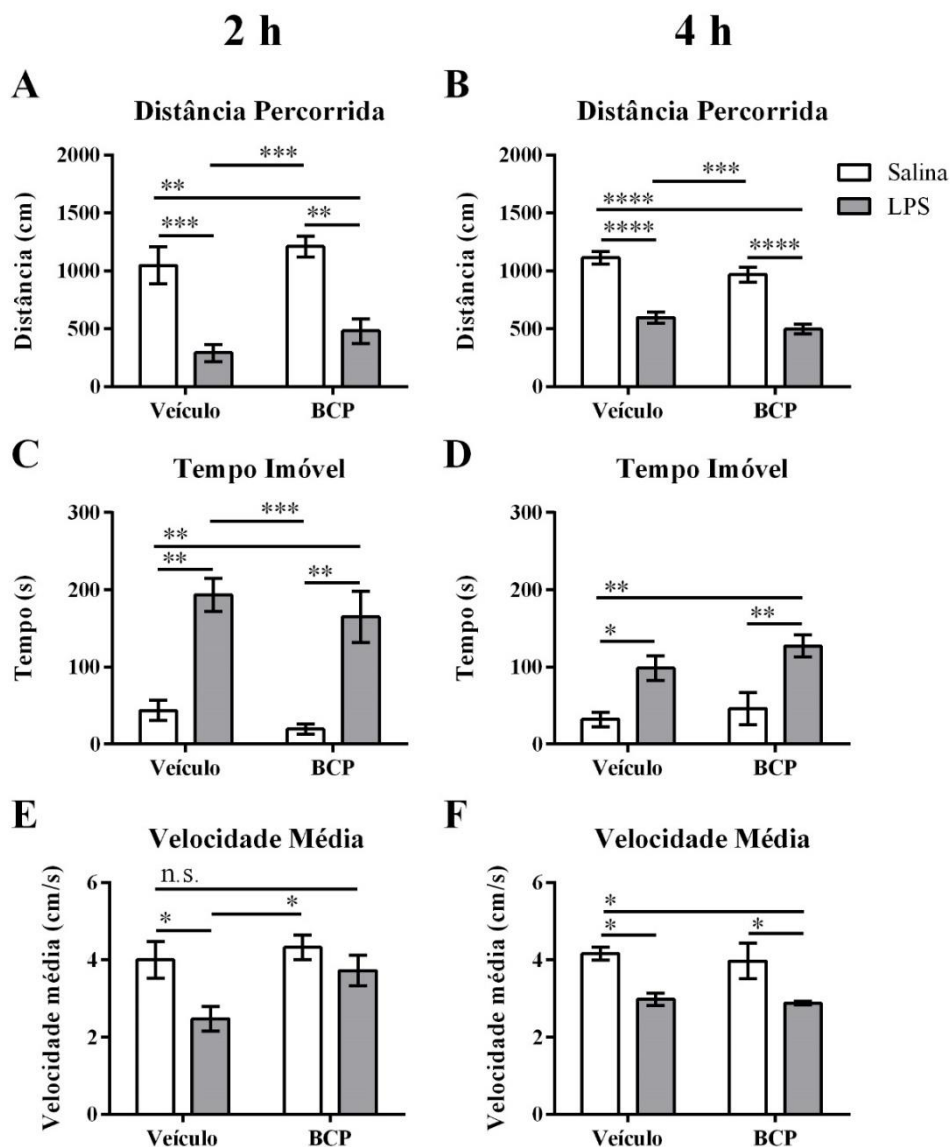 2 h
4 h
A
Distância Percorrida
Distância (cm)
2000
1500
1000
500
0
***
**
***
**
Veículo
BCP
B
Distância Percorrida
Distância (cm)
2000
1500
1000
500
0
***
****
****
****
Veículo
BCP
Salina
LPS
C
Tempo Imóvel
Tempo (s)
300
200
100
0
***
**
**
**
Veículo
BCP
D
Tempo Imóvel
Tempo (s)
300
200
100
0
**
**
*
Veículo
BCP
E
Velocidade Média
Velocidade média (cm/s)
6
4
2
0
n.s.
*
*
Veículo
BCP
F
Velocidade Média
Velocidade média (cm/s)
6
4
2
0
*
*
*
Veículo
BCP